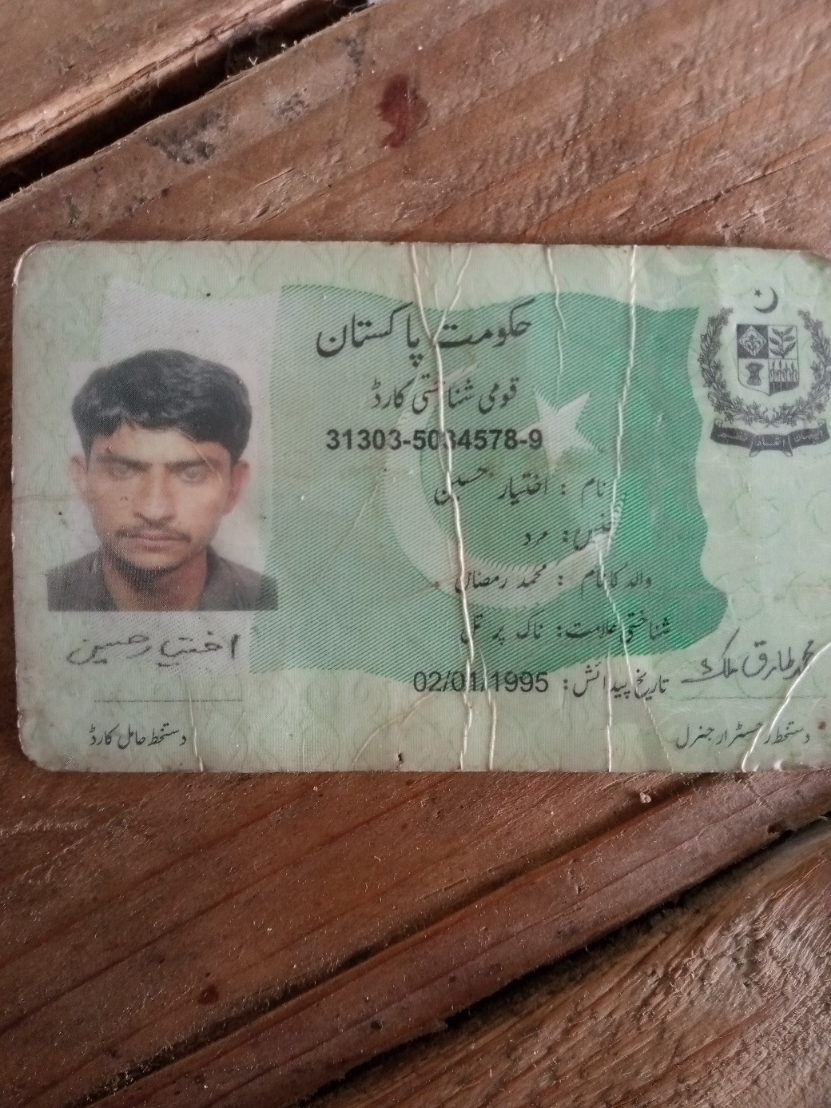 حکومت پاکستان
قومی شناختی کارڈ
31303-5034578-9
نام : اختیار حسین
جنس: مرد
والد کا نام : محمد رمضان
شناختی علامت: ناک پر تل
تاریخ پیدائش: 02/01/1995
اختیار حسین
محمد طارق ملک
دستخط حامل کارڈ
دستخط رجسٹرار جنرل